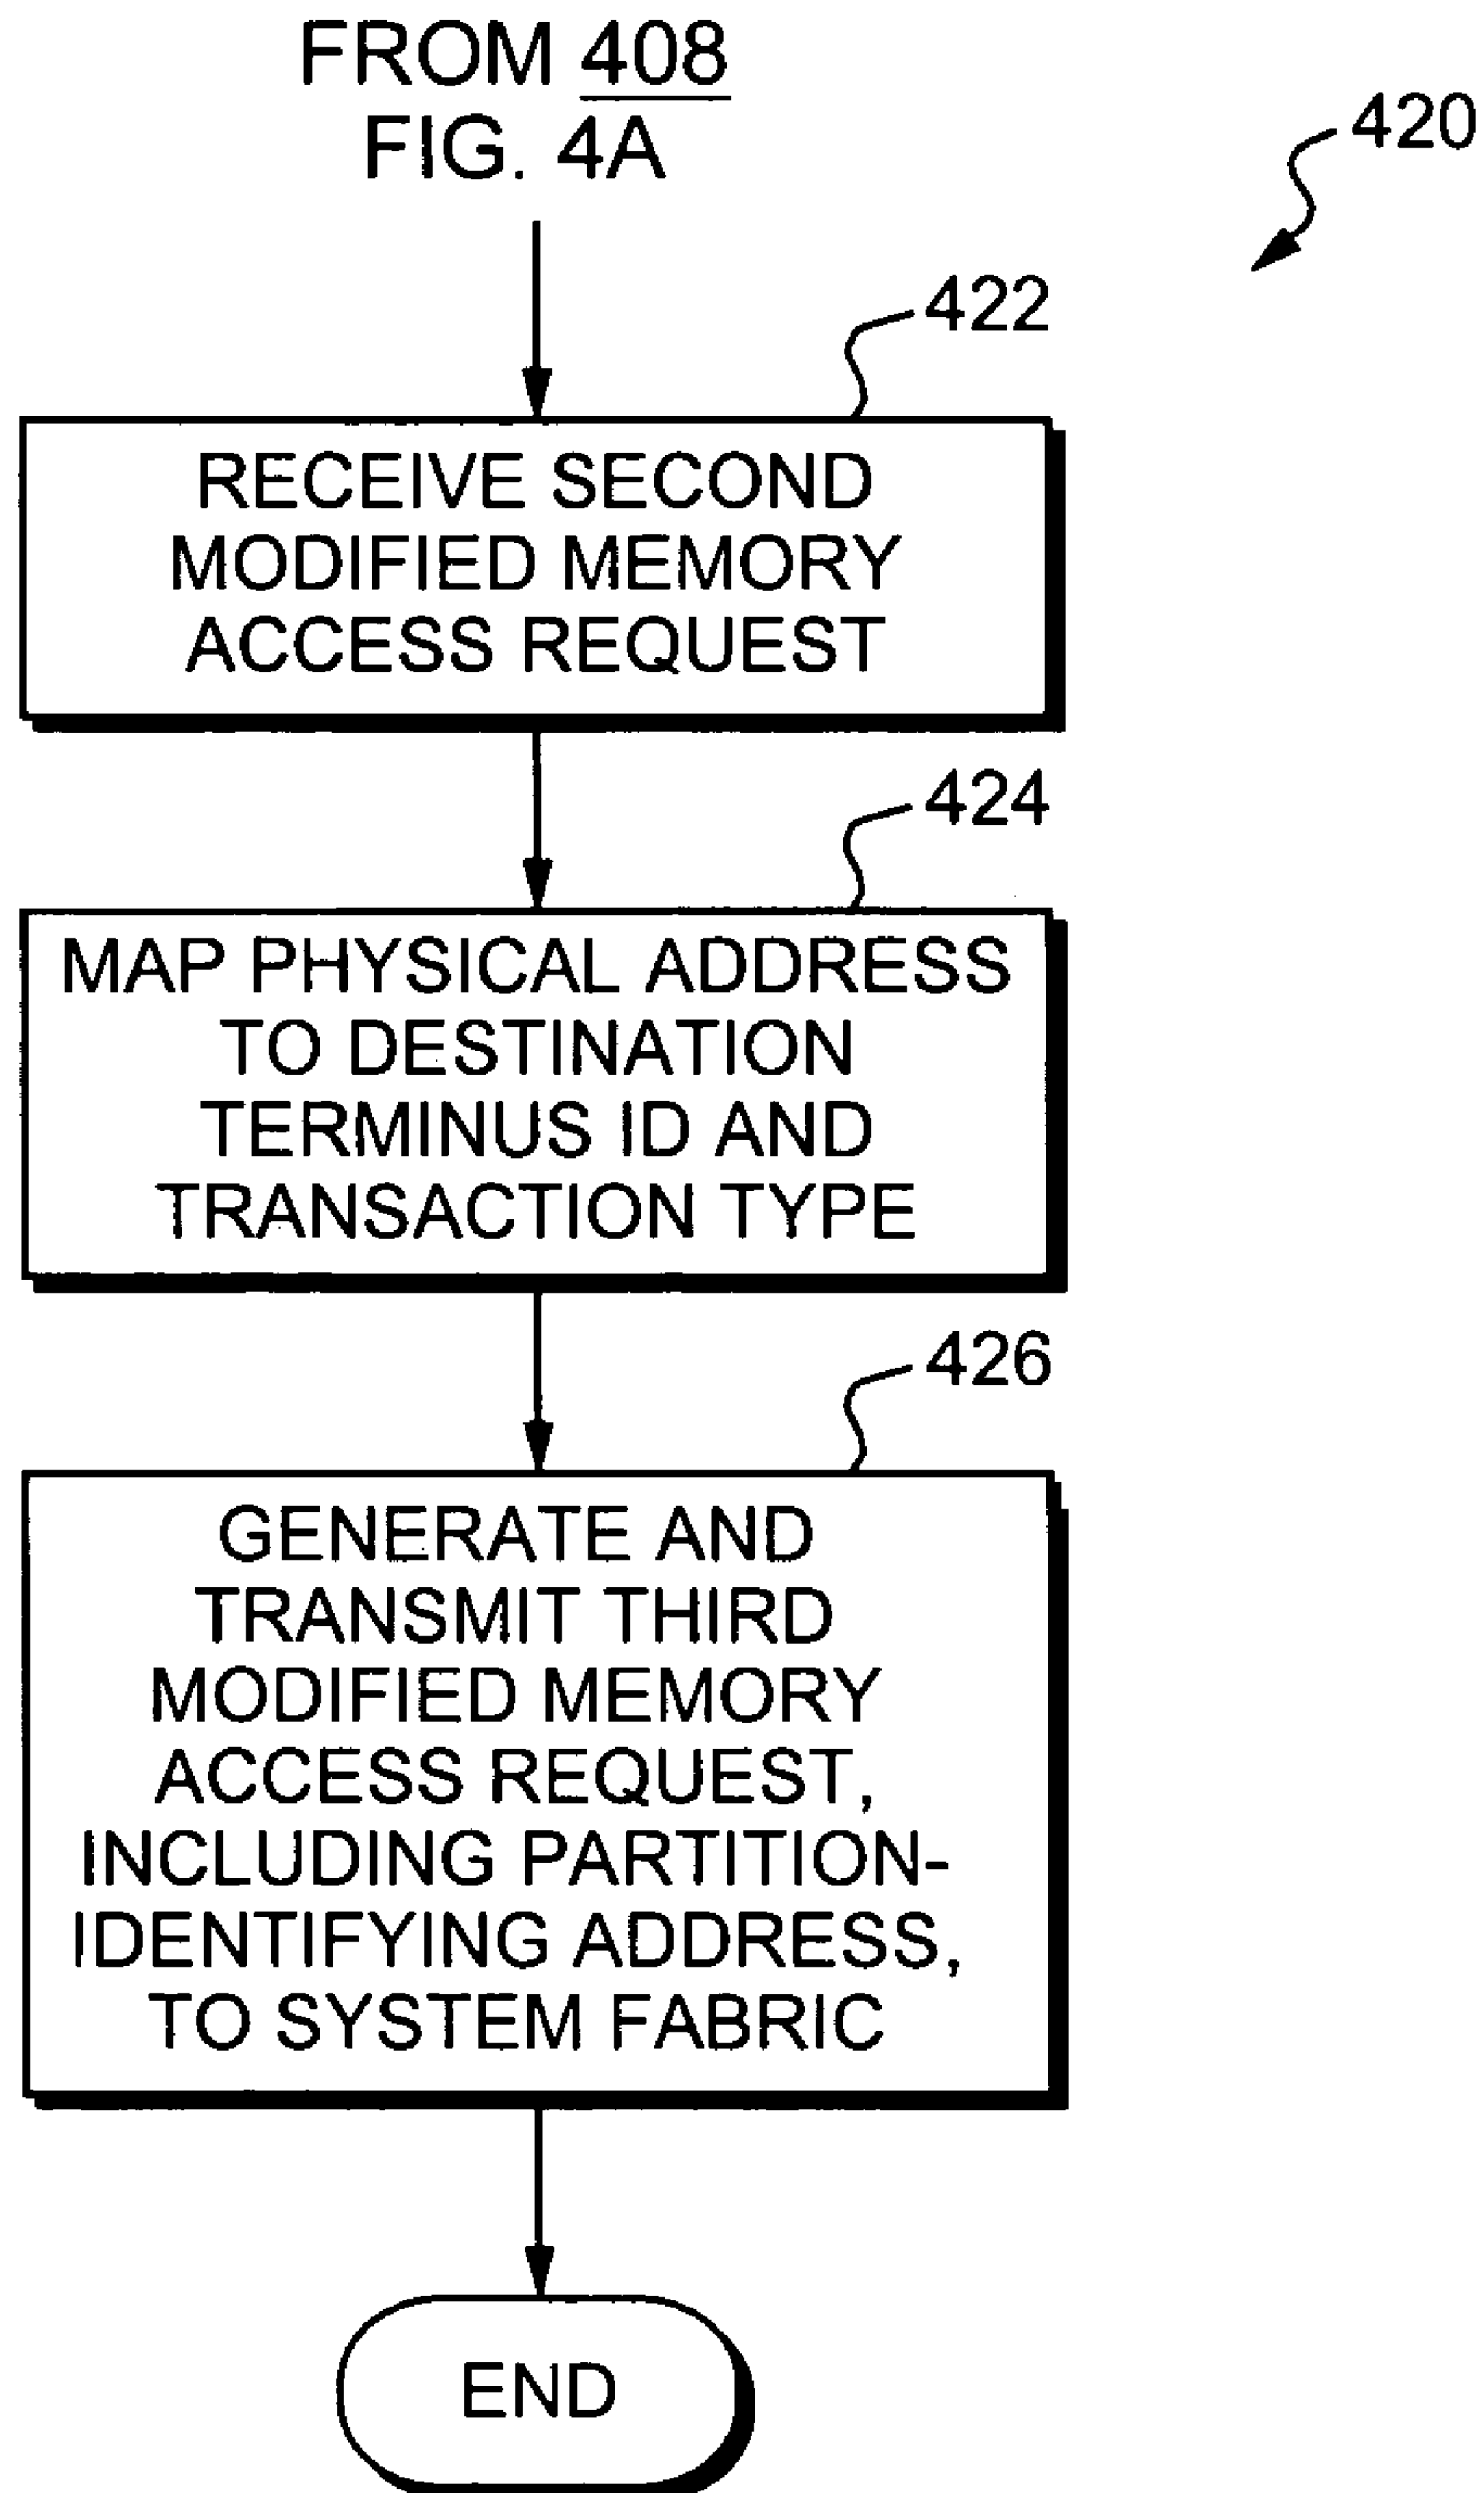 FROM 408
FIG. 4A
420
422
RECEIVE SECOND
MODIFIED MEMORY
ACCESS REQUEST
424
MAP PHYSICAL ADDRESS
TO DESTINATION
TERMINUS ID AND
TRANSACTION TYPE
426
GENERATE AND
TRANSMIT THIRD
MODIFIED MEMORY
ACCESS REQUEST,
INCLUDING PARTITION-
IDENTIFYING ADDRESS,
TO SYSTEM FABRIC
END